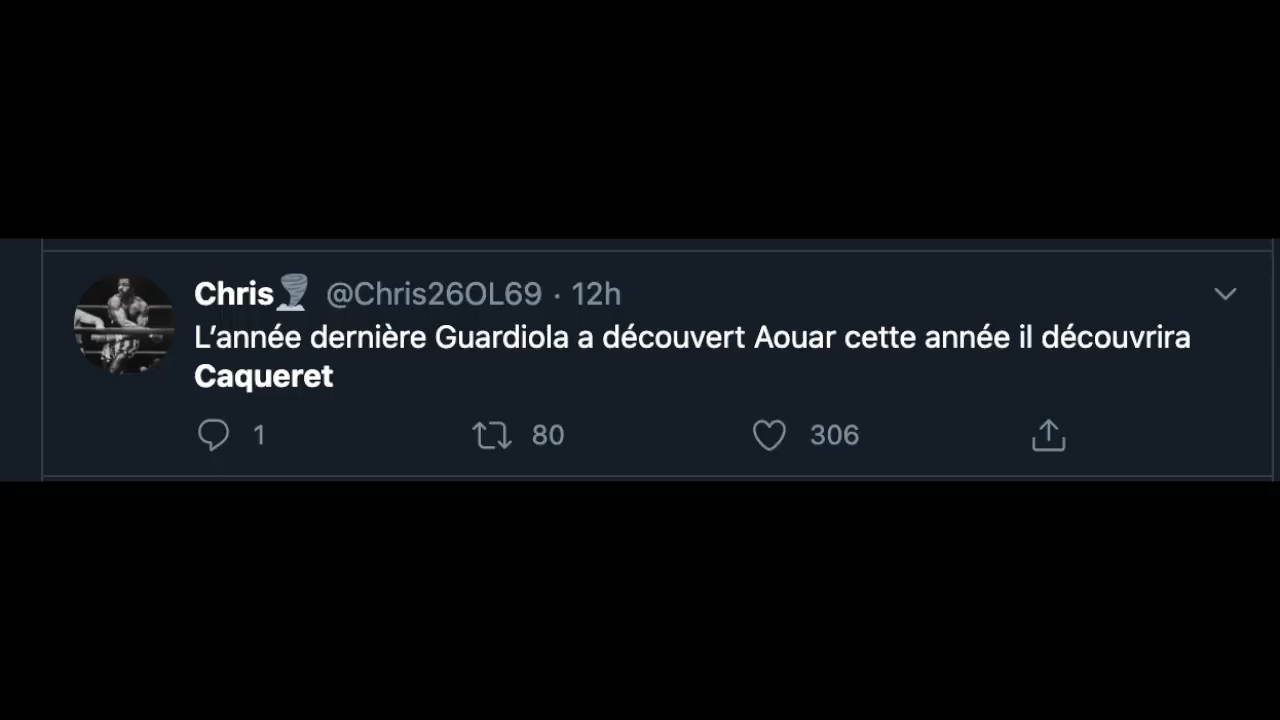 Chris🌪 @Chris26OL69 · 12h
L’année dernière Guardiola a découvert Aouar cette année il découvrira
Caqueret
1 80 306